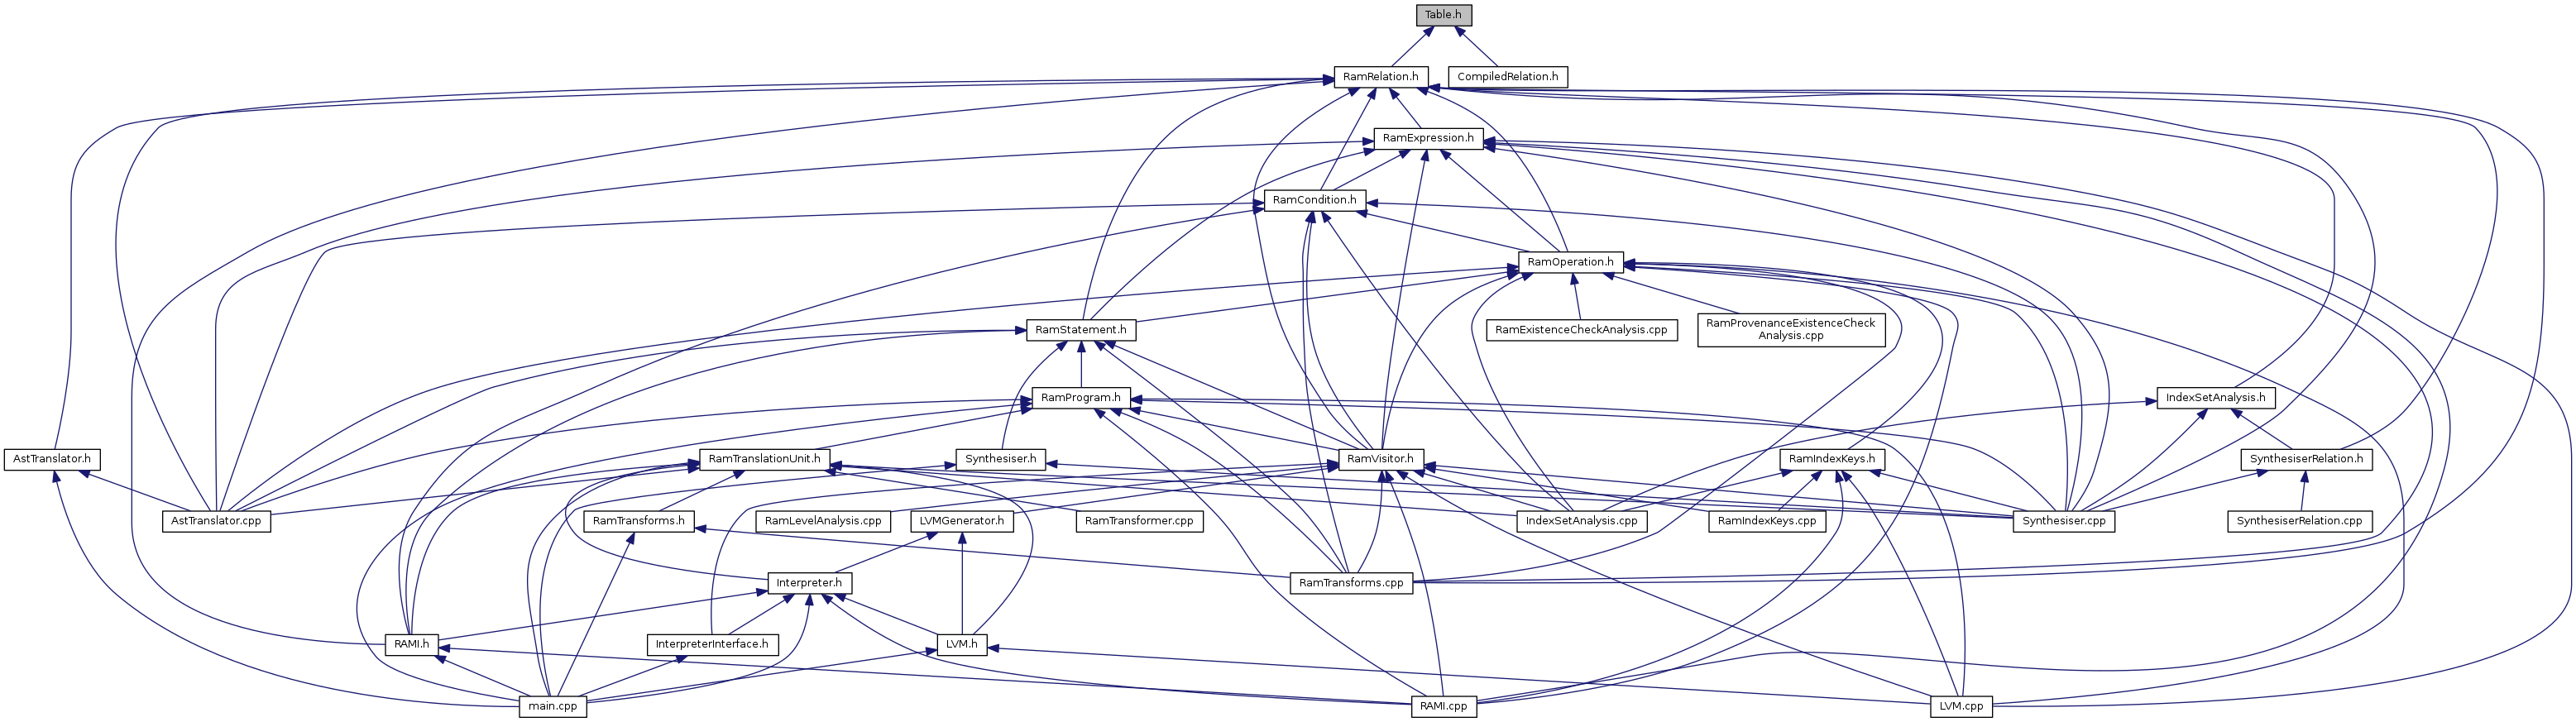 Table.h
RamRelation.h
CompiledRelation.h
RamExpression.h
RamCondition.h
RamOperation.h
RamStatement.h
RamExistenceCheckAnalysis.cpp
RamProvenanceExistenceCheck
Analysis.cpp
RamProgram.h
IndexSetAnalysis.h
AstTranslator.h
RamTranslationUnit.h
Synthesiser.h
RamVisitor.h
RamIndexKeys.h
SynthesiserRelation.h
AstTranslator.cpp
RamTransforms.h
RamLevelAnalysis.cpp
LVMGenerator.h
RamTransformer.cpp
IndexSetAnalysis.cpp
RamIndexKeys.cpp
Synthesiser.cpp
SynthesiserRelation.cpp
Interpreter.h
RamTransforms.cpp
RAMI.h
InterpreterInterface.h
LVM.h
main.cpp
RAMI.cpp
LVM.cpp